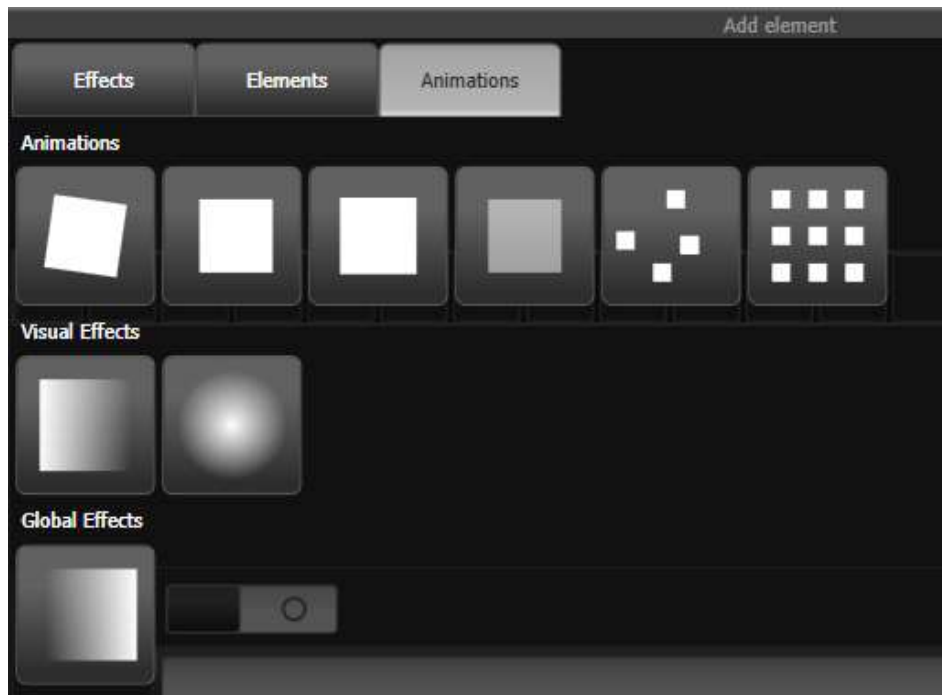 Add element
Effects
Elements
Animations
Animations
Visual Effects
Global Effects